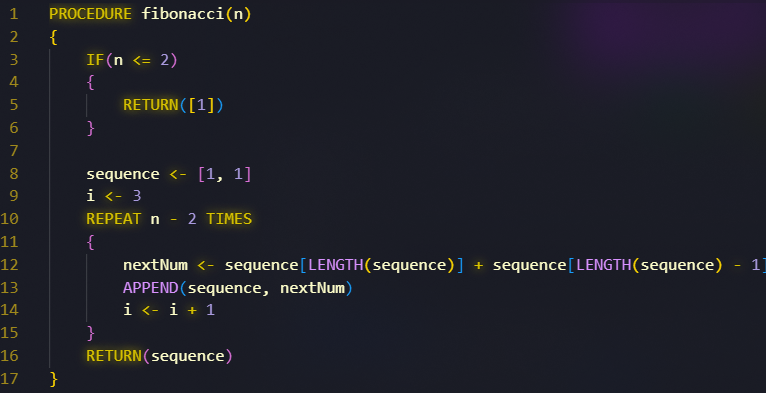 1 PROCEDURE fibonacci(n)
2 {
3     IF(n <= 2)
4     {
5         RETURN([1])
6     }
7
8     sequence <- [1, 1]
9     i <- 3
10     REPEAT n - 2 TIMES
11     {
12         nextNum <- sequence[LENGTH(sequence)] + sequence[LENGTH(sequence) - 1]
13         APPEND(sequence, nextNum)
14         i <- i + 1
15     }
16     RETURN(sequence)
17 }